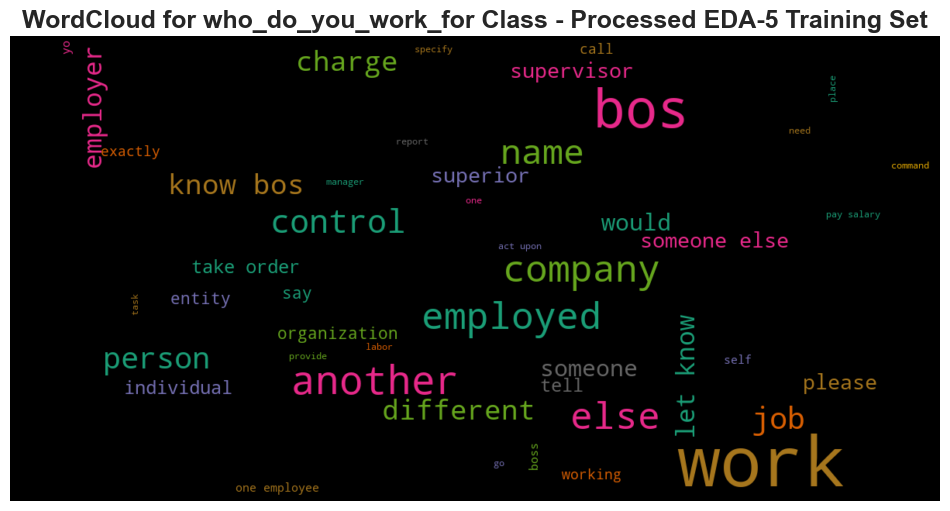 WordCloud for who_do_you_work_for Class - Processed EDA-5 Training Set
yo
specify
call
charge
supervisor
employer
place
bos
need
report
exactly
name
command
know bos
manager
superior
one
control
would
pay salary
someone else
act upon
take order
company
say
entity
task
employed
organization
labor
provide
let know
person
self
someone
another
individual
tell
please
different
else
job
boss
work
go
working
one employee